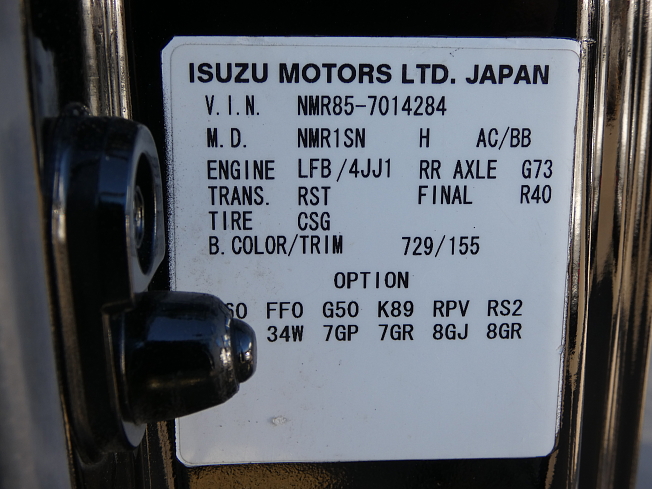 ISUZU MOTORS LTD. JAPAN
V.I.N. NMR85-7014284
M.D. NMR1SN H AC/BB
ENGINE LFB/4JJ1 RR AXLE G73
TRANS. RST FINAL R40
TIRE CSG
B.COLOR/TRIM 729/155
OPTION
FF0 G50 K89 RPV RS2
34W 7GP 7GR 8GJ 8GR